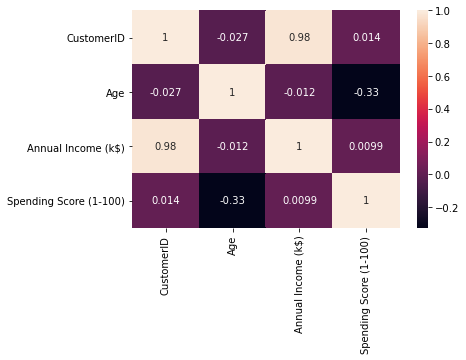 CustomerID
Age
Annual Income (k$)
Spending Score (1-100)
1 -0.027 0.98 0.014
-0.027 1 -0.012 -0.33
0.98 -0.012 1 0.0099
0.014 -0.33 0.0099 1
CustomerID
Age
Annual Income (k$)
Spending Score (1-100)
1.0
0.8
0.6
0.4
0.2
0.0
−0.2